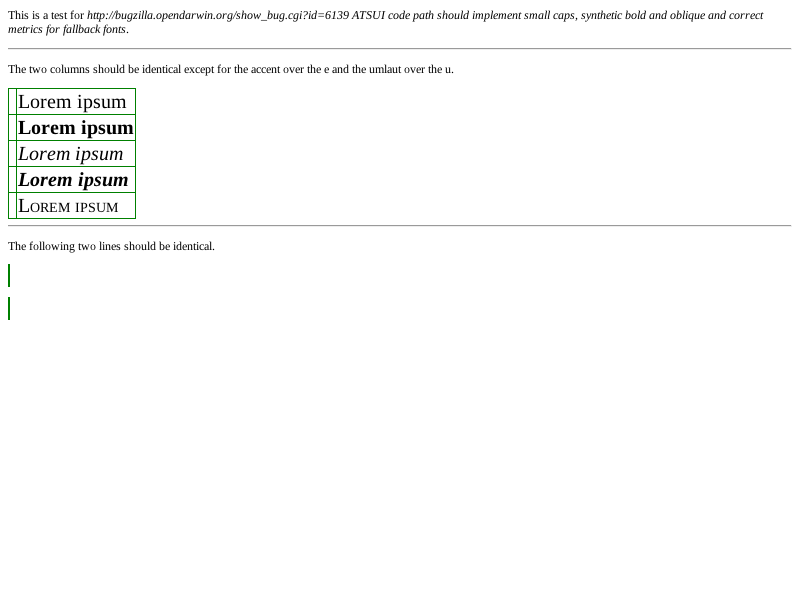 This is a test for http://bugzilla.opendarwin.org/show_bug.cgi?id=6139 ATSUI code path should implement small caps, synthetic bold and oblique and correct
metrics for fallback fonts.
The two columns should be identical except for the accent over the e and the umlaut over the u.
Lorem ipsum
Lorem ipsum
Lorem ipsum
Lorem ipsum
Lorem ipsum
The following two lines should be identical.